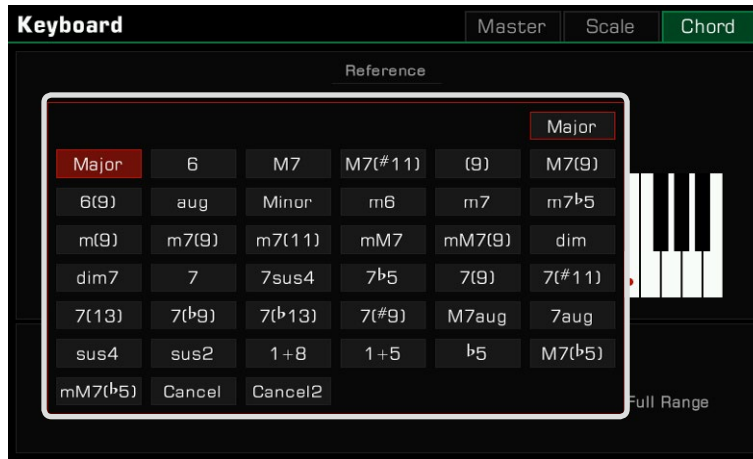 Keyboard Master Scale Chord
Reference
Major
Major 6 M7 M7(#11) (9) M7(9)
6(9) aug Minor m6 m7 m7♭5
m(9) m7(9) m7(11) mM7 mM7(9) dim
dim7 7 7sus4 7♭5 7(9) 7(#11)
7(13) 7(♭9) 7(♭13) 7(#9) M7aug 7aug
sus4 sus2 1+8 1+5 ♭5 M7(♭5)
mM7(♭5) Cancel Cancel2
Full Range